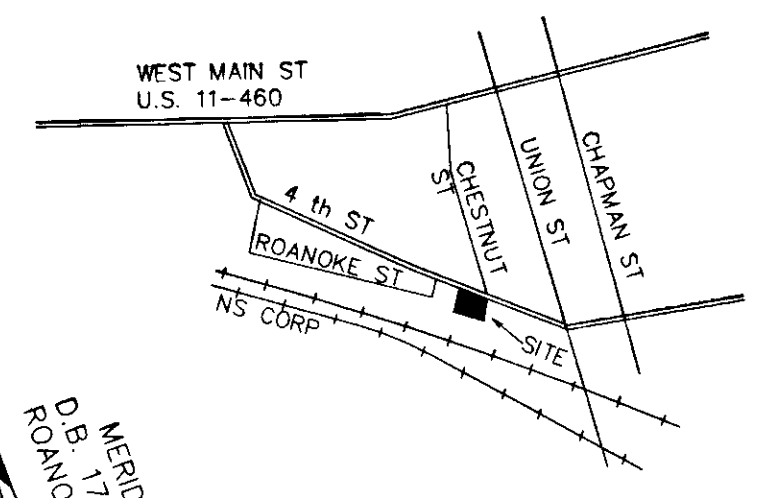 WEST MAIN ST
U.S. 11-460
4 th ST
CHESTNUT
ST
UNION ST
CHAPMAN ST
ROANOKE ST
NS CORP
SITE
MERID
D.B. 17
ROANO